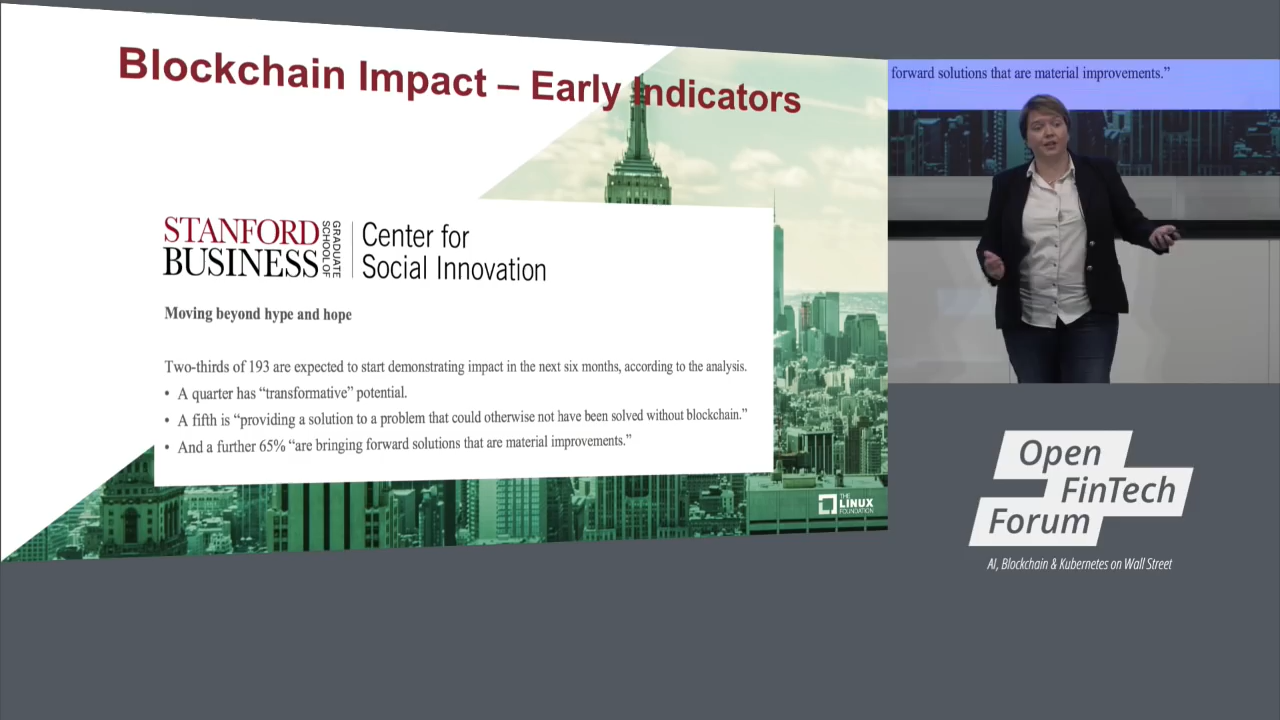 Blockchain Impact – Early Indicators
STANFORD
BUSINESS
GRADUATE
SCHOOL OF
Center for
Social Innovation
Moving beyond hype and hope
Two-thirds of 193 are expected to start demonstrating impact in the next six months, according to the analysis.
• A quarter has “transformative” potential.
• A fifth is “providing a solution to a problem that could otherwise not have been solved without blockchain.”
• And a further 65% “are bringing forward solutions that are material improvements.”
THE
LINUX
FOUNDATION
forward solutions that are material improvements.”
Open
FinTech
Forum
AI, Blockchain & Kubernetes on Wall Street